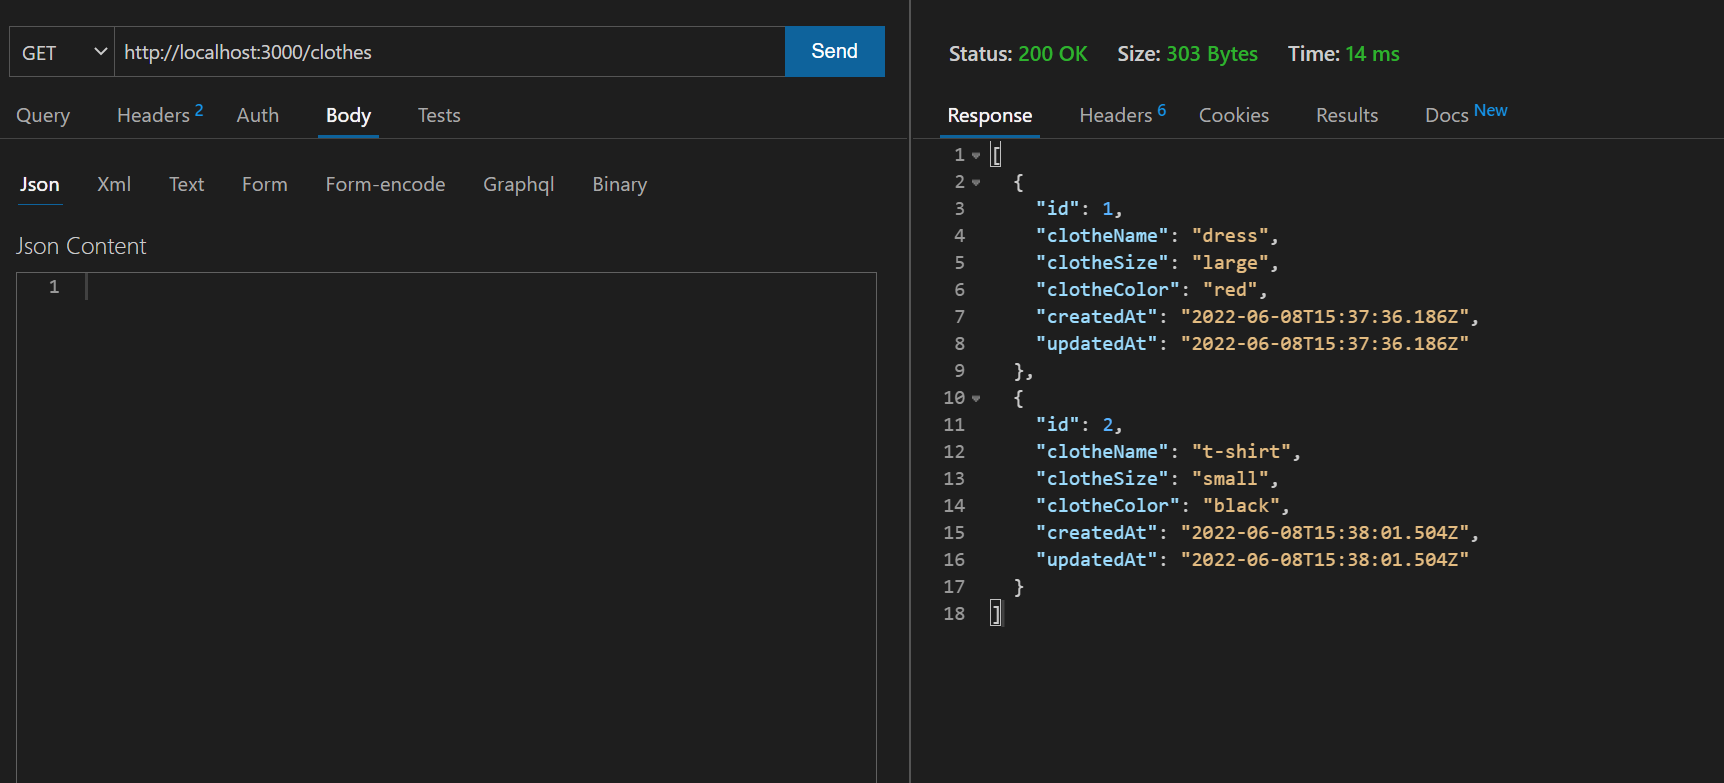 GET http://localhost:3000/clothes Send
Query Headers 2 Auth Body Tests
Json Xml Text Form Form-encode Graphql Binary
Json Content
1
Status: 200 OK Size: 303 Bytes Time: 14 ms
Response Headers 6 Cookies Results Docs New
1 [
2 {
3 "id": 1,
4 "clotheName": "dress",
5 "clotheSize": "large",
6 "clotheColor": "red",
7 "createdAt": "2022-06-08T15:37:36.186Z",
8 "updatedAt": "2022-06-08T15:37:36.186Z"
9 },
10 {
11 "id": 2,
12 "clotheName": "t-shirt",
13 "clotheSize": "small",
14 "clotheColor": "black",
15 "createdAt": "2022-06-08T15:38:01.504Z",
16 "updatedAt": "2022-06-08T15:38:01.504Z"
17 }
18 ]